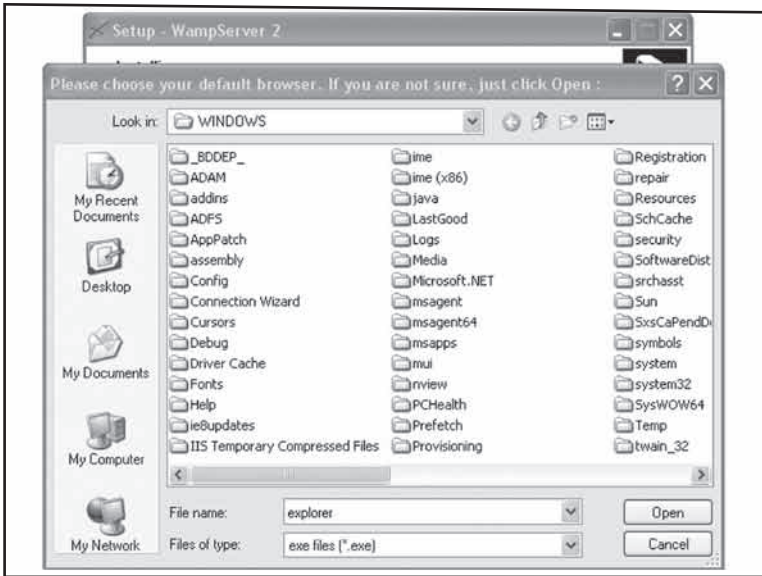 Setup - WampServer 2
Please choose your default browser. If you are not sure, just click Open :
Look in: WINDOWS
My Recent Documents
Desktop
My Documents
My Computer
My Network
_BDDEP_
ADAM
addins
ADFS
AppPatch
assembly
Config
Connection Wizard
Cursors
Debug
Driver Cache
Fonts
Help
ie8updates
IIS Temporary Compressed Files
ime
ime (x86)
java
LastGood
Logs
Media
Microsoft.NET
msagent
msagent64
msapps
mui
nview
PCHealth
Prefetch
Provisioning
Registration
repair
Resources
SchCache
security
SoftwareDist
srchasst
Sun
SxsCaPendD
symbols
system
system32
SysWOW64
Temp
twain_32
File name: explorer
Open
Files of type: exe files (*.exe)
Cancel